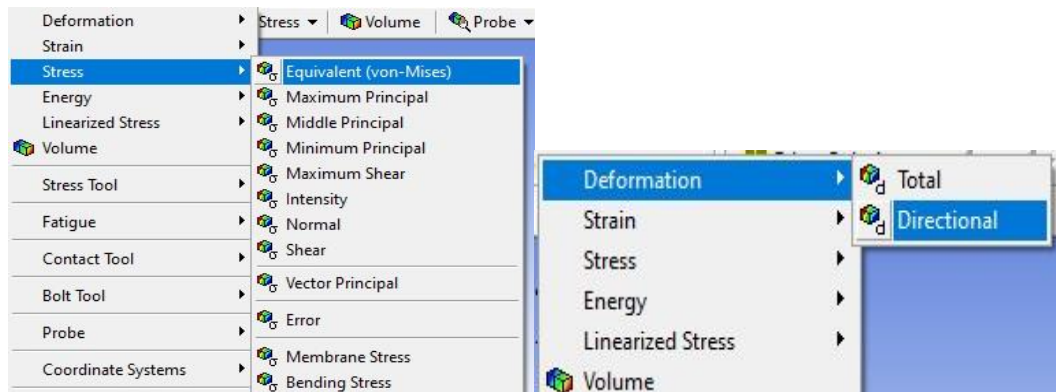 Stress
Volume
Probe
Deformation
Strain
Stress
Energy
Linearized Stress
Volume
Stress Tool
Fatigue
Contact Tool
Bolt Tool
Probe
Coordinate Systems
Equivalent (von-Mises)
Maximum Principal
Middle Principal
Minimum Principal
Maximum Shear
Intensity
Normal
Shear
Vector Principal
Error
Membrane Stress
Bending Stress
Deformation
Strain
Stress
Energy
Linearized Stress
Volume
Total
Directional